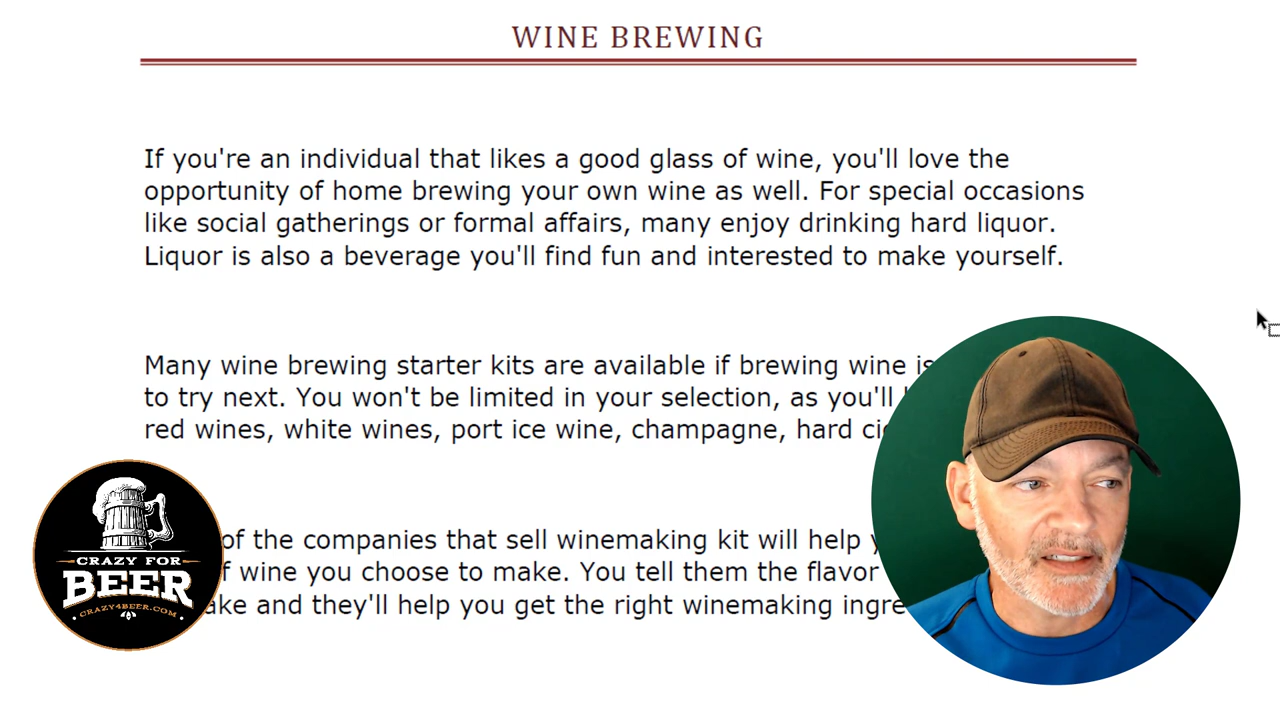 WINE BREWING
If you're an individual that likes a good glass of wine, you'll love the
opportunity of home brewing your own wine as well. For special occasions
like social gatherings or formal affairs, many enjoy drinking hard liquor.
Liquor is also a beverage you'll find fun and interested to make yourself.
Many wine brewing starter kits are available if brewing wine is
to try next. You won't be limited in your selection, as you'll
red wines, white wines, port ice wine, champagne, hard
of the companies that sell winemaking kit will help
of wine you choose to make. You tell them the flavor
and they'll help you get the right winemaking
CRAZY FOR
BEER
CRAZY4BEER.COM